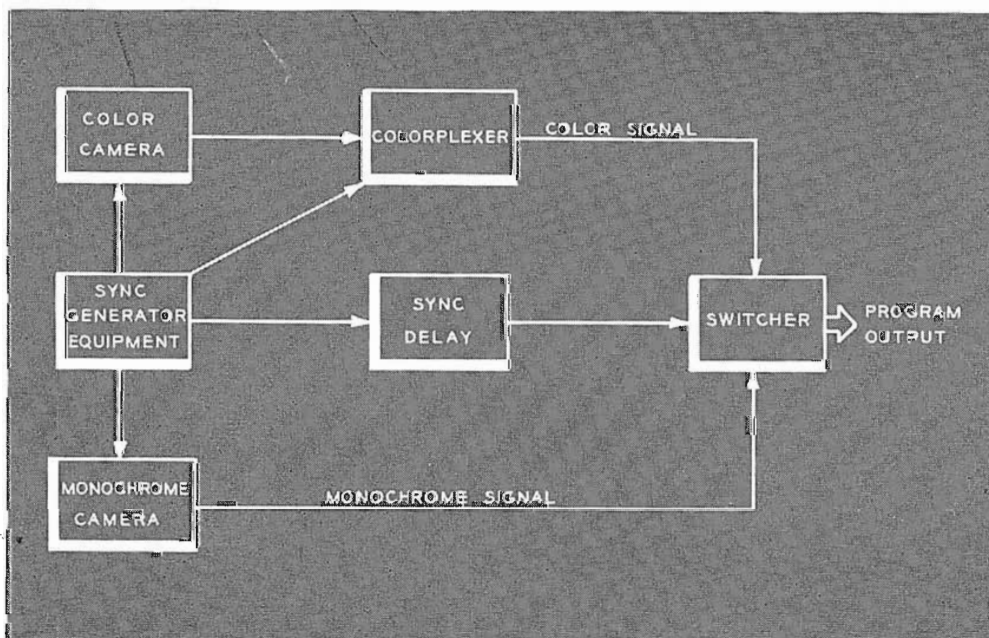 COLOR
CAMERA
COLORPLEXER
COLOR SIGNAL
SYNC
GENERATOR
EQUIPMENT
SYNC
DELAY
SWITCHER
PROGRAM
OUTPUT
MONOCHROME
CAMERA
MONOCHROME SIGNAL